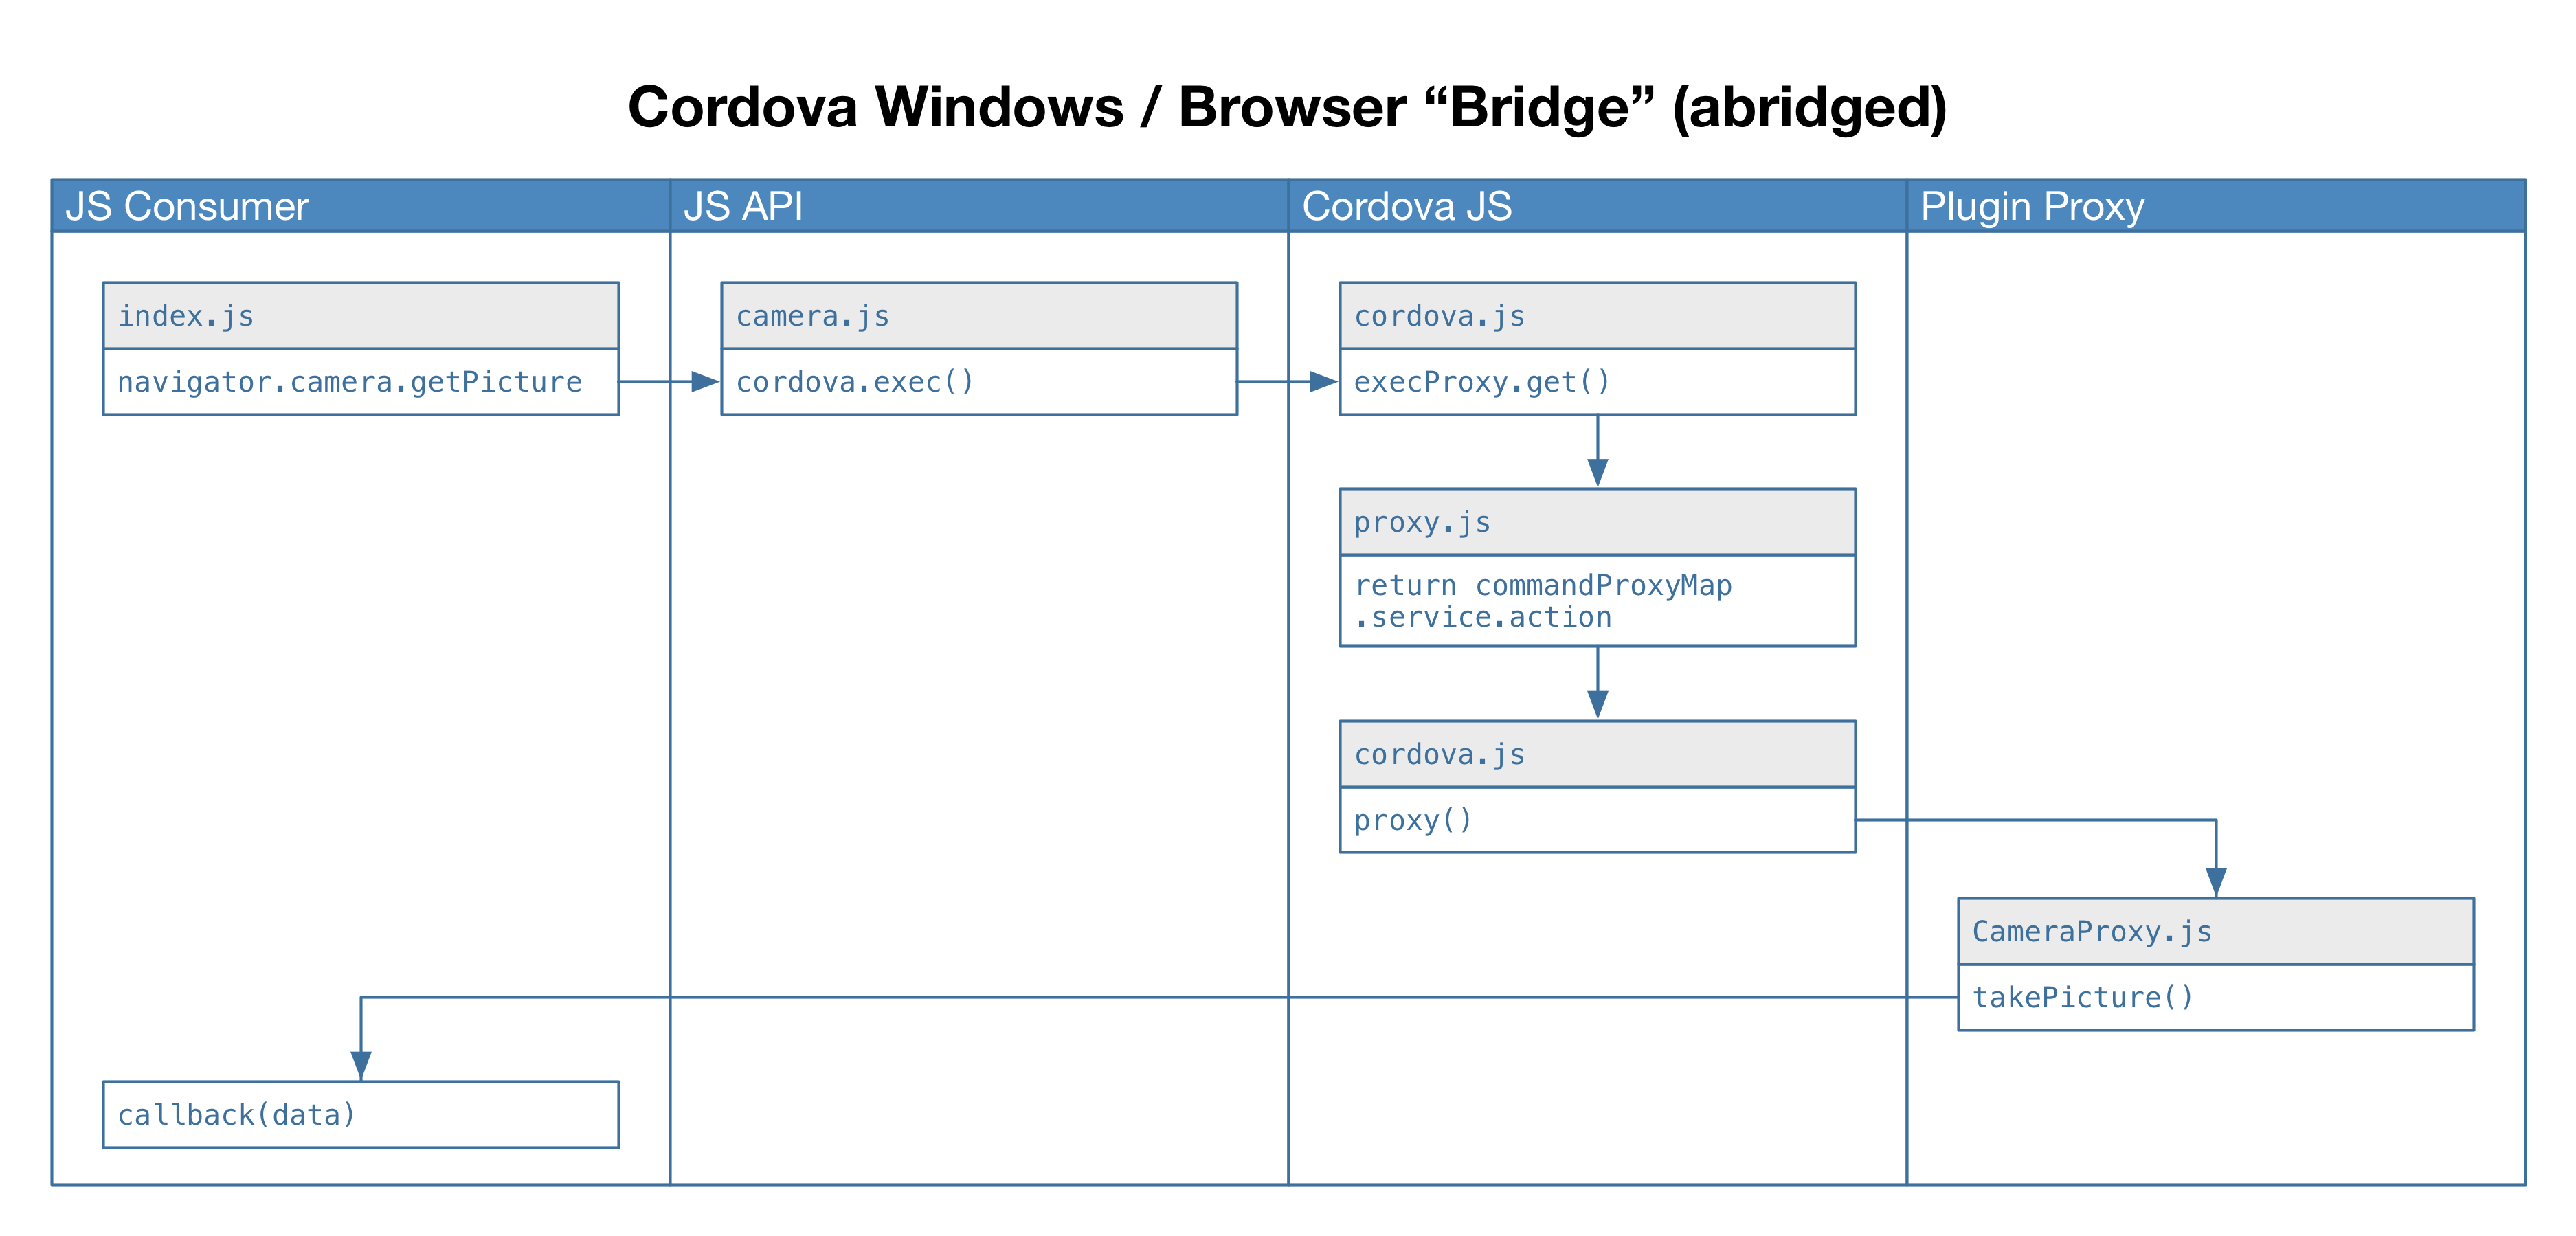 Cordova Windows / Browser “Bridge” (abridged)
JS Consumer
JS API
Cordova JS
Plugin Proxy
index.js
navigator.camera.getPicture
camera.js
cordova.exec()
cordova.js
execProxy.get()
proxy.js
return commandProxyMap
.service.action
cordova.js
proxy()
CameraProxy.js
takePicture()
callback(data)